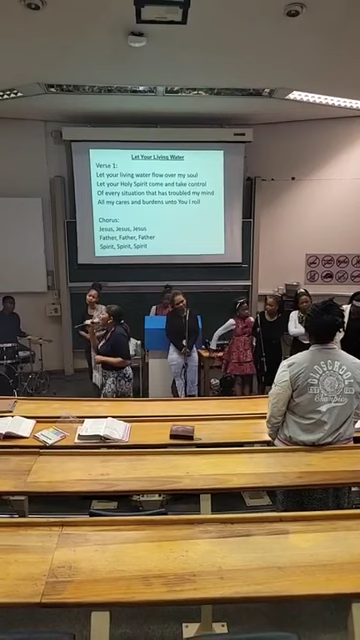 Let Your Living Water
Verse 1:
Let your living water flow over my soul
Let your Holy Spirit come and take control
Of every situation that has troubled my mind
All my cares and burdens unto You I roll
Chorus:
Jesus, Jesus, Jesus
Father, Father, Father
Spirit, Spirit, Spirit
OLDSCHOOL
Champion